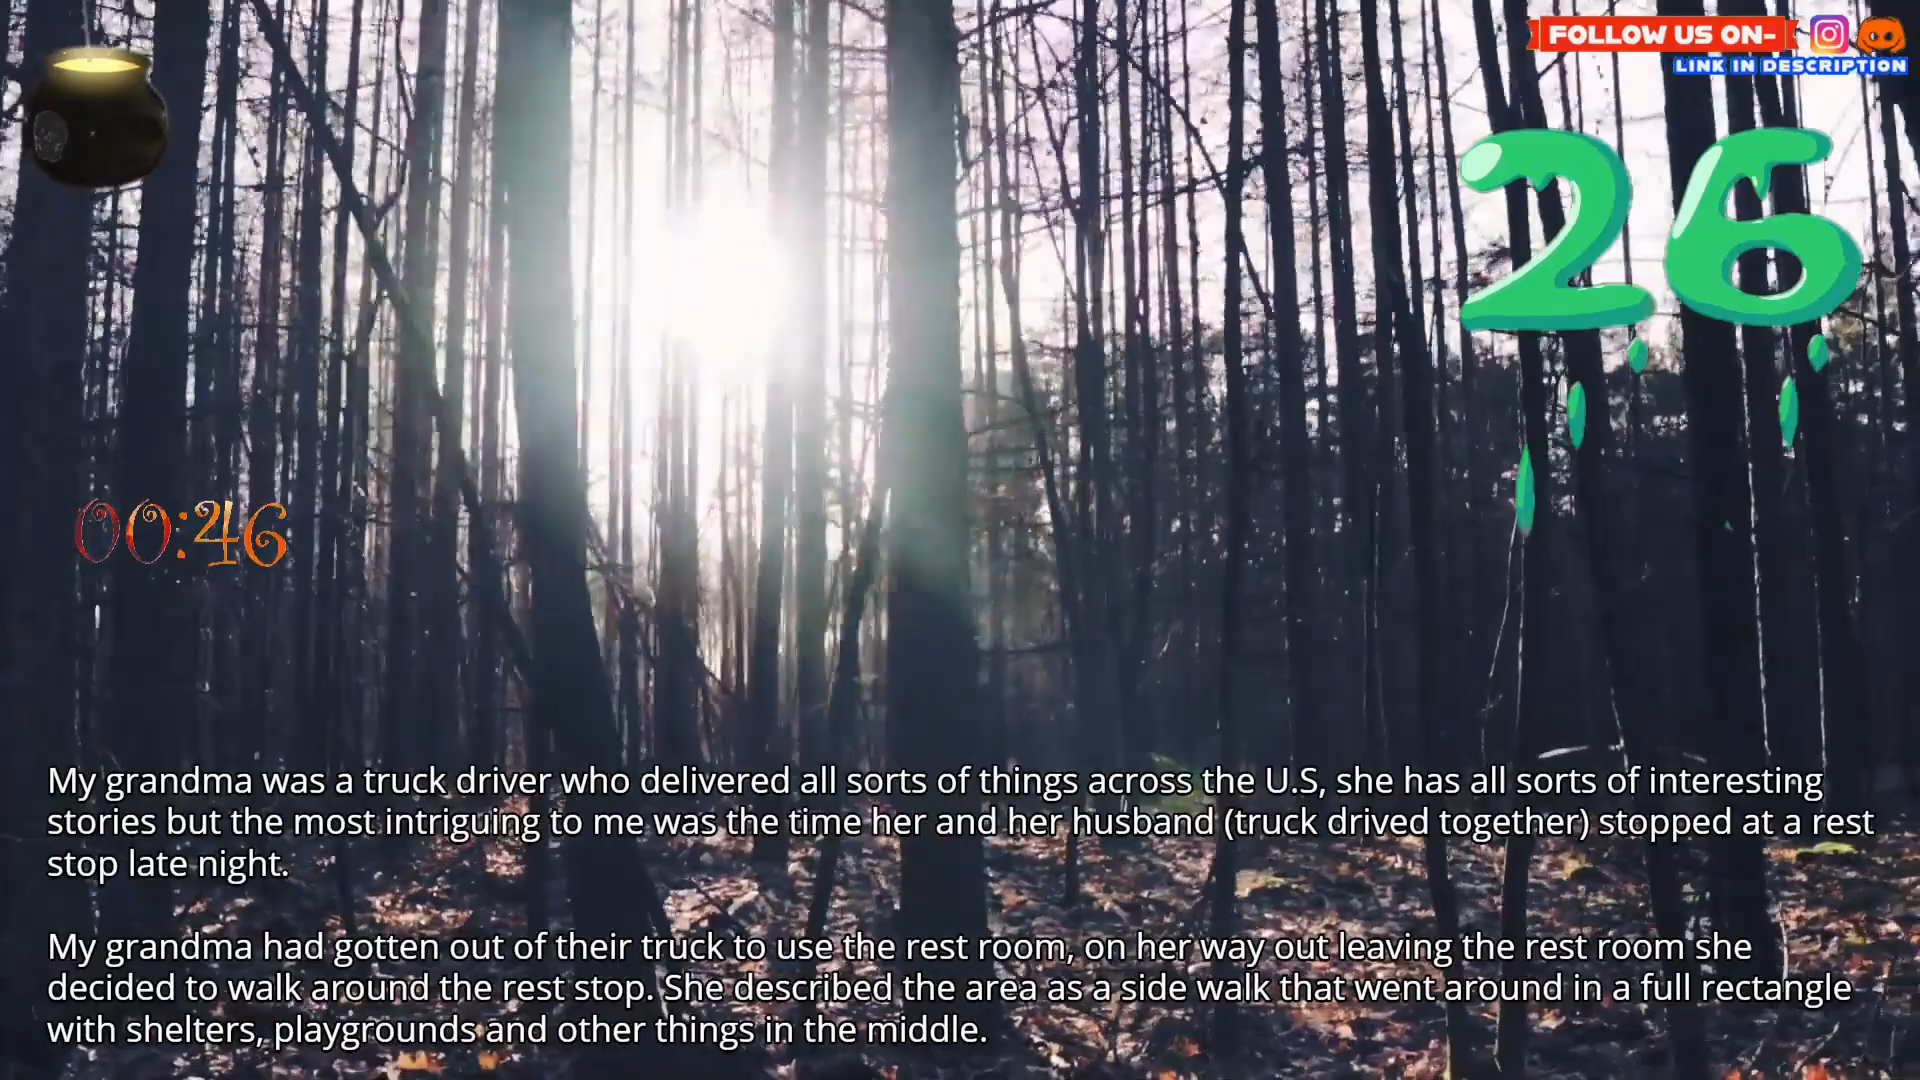 FOLLOW US ON-
LINK IN DESCRIPTION
26
00:46
My grandma was a truck driver who delivered all sorts of things across the U.S, she has all sorts of interesting
stories but the most intriguing to me was the time her and her husband (truck drived together) stopped at a rest
stop late night.
My grandma had gotten out of their truck to use the rest room, on her way out leaving the rest room she
decided to walk around the rest stop. She described the area as a side walk that went around in a full rectangle
with shelters, playgrounds and other things in the middle.